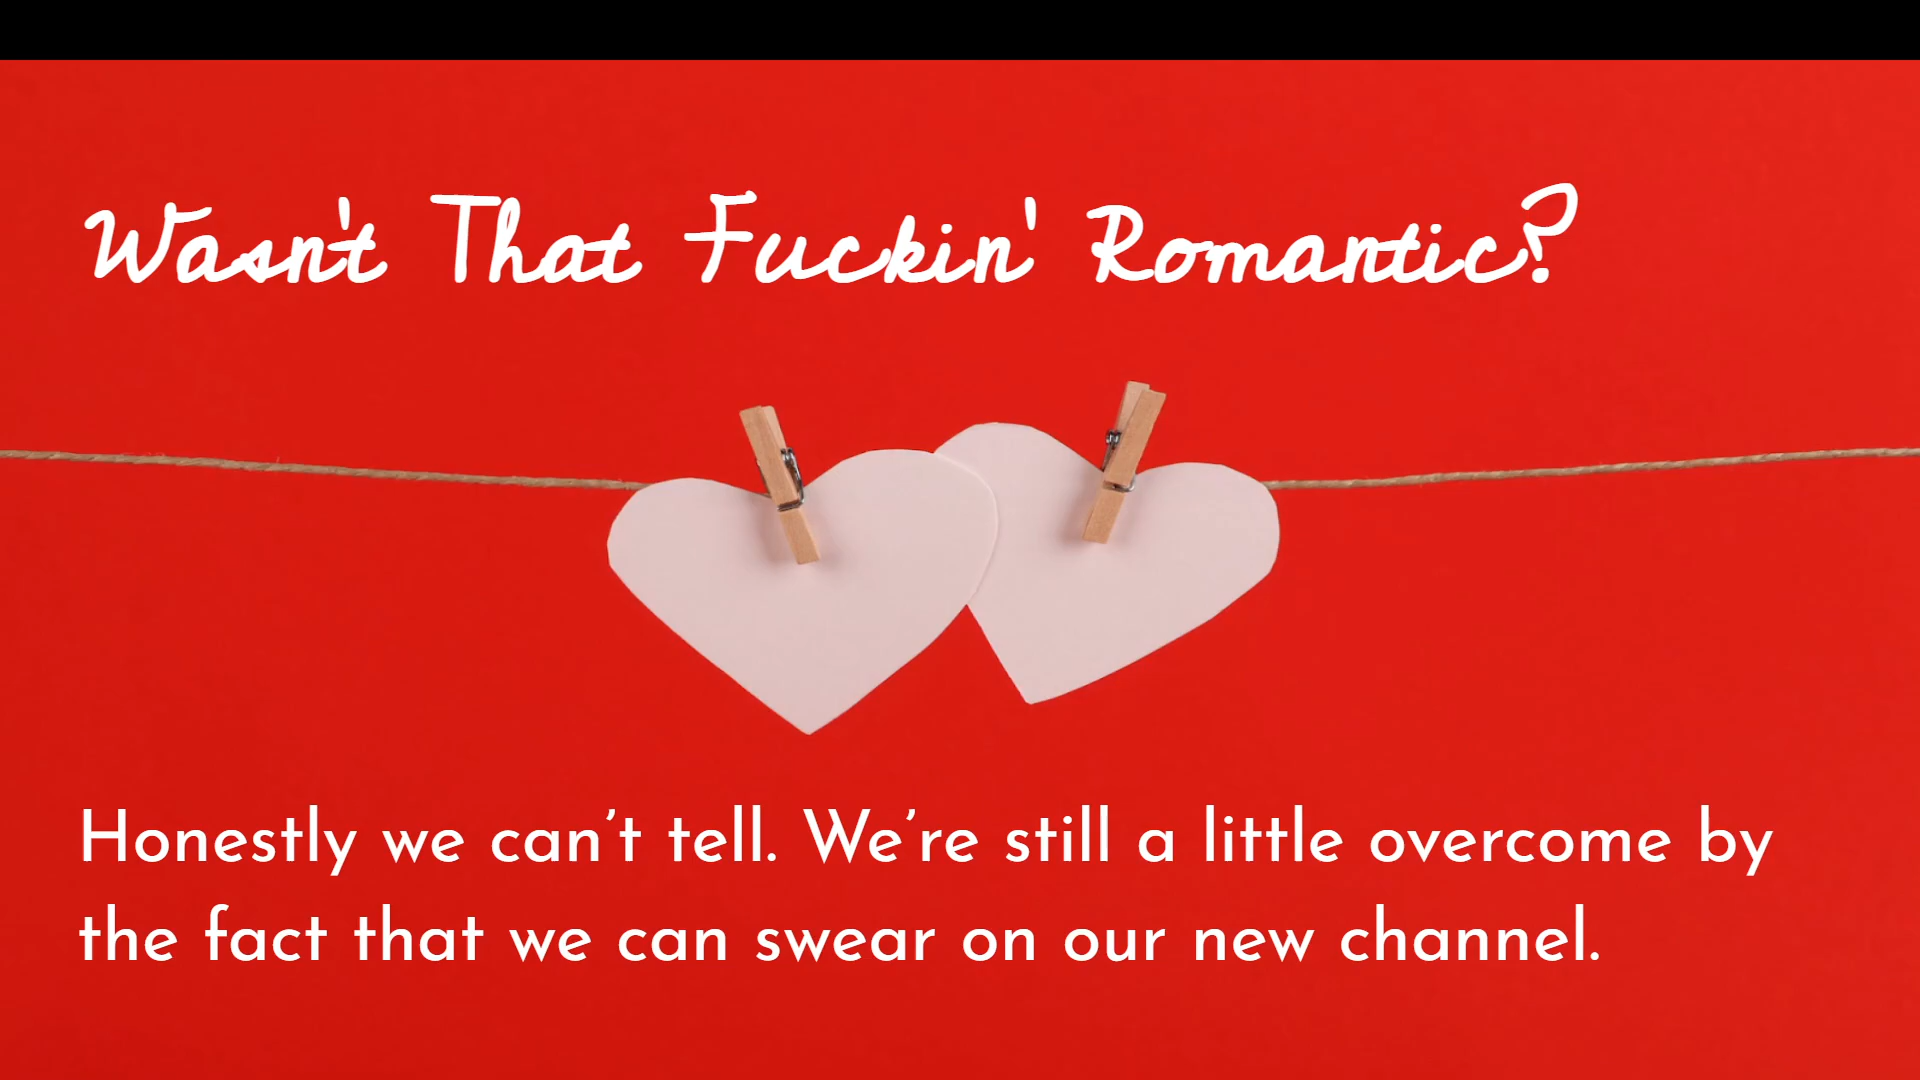 Wasn't That Fuckin' Romantic?
Honestly we can’t tell. We’re still a little overcome by
the fact that we can swear on our new channel.